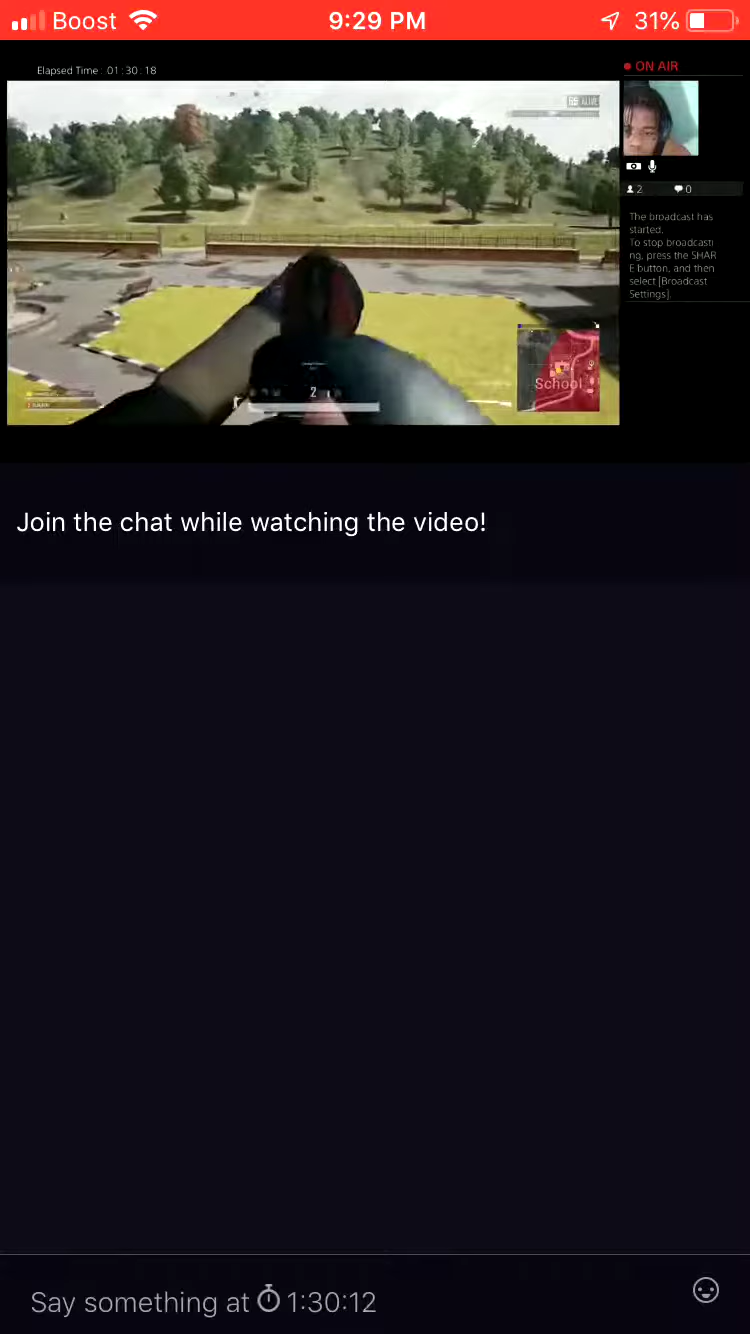 Boost 9:29 PM 31%
Elapsed Time : 01:30:18
ON AIR
ALIVE
2 0
The broadcast has
started.
To stop broadcasti
ng, press the SHAR
E button, and then
select [Broadcast
Settings].
School
2
Join the chat while watching the video!
Say something at 1:30:12